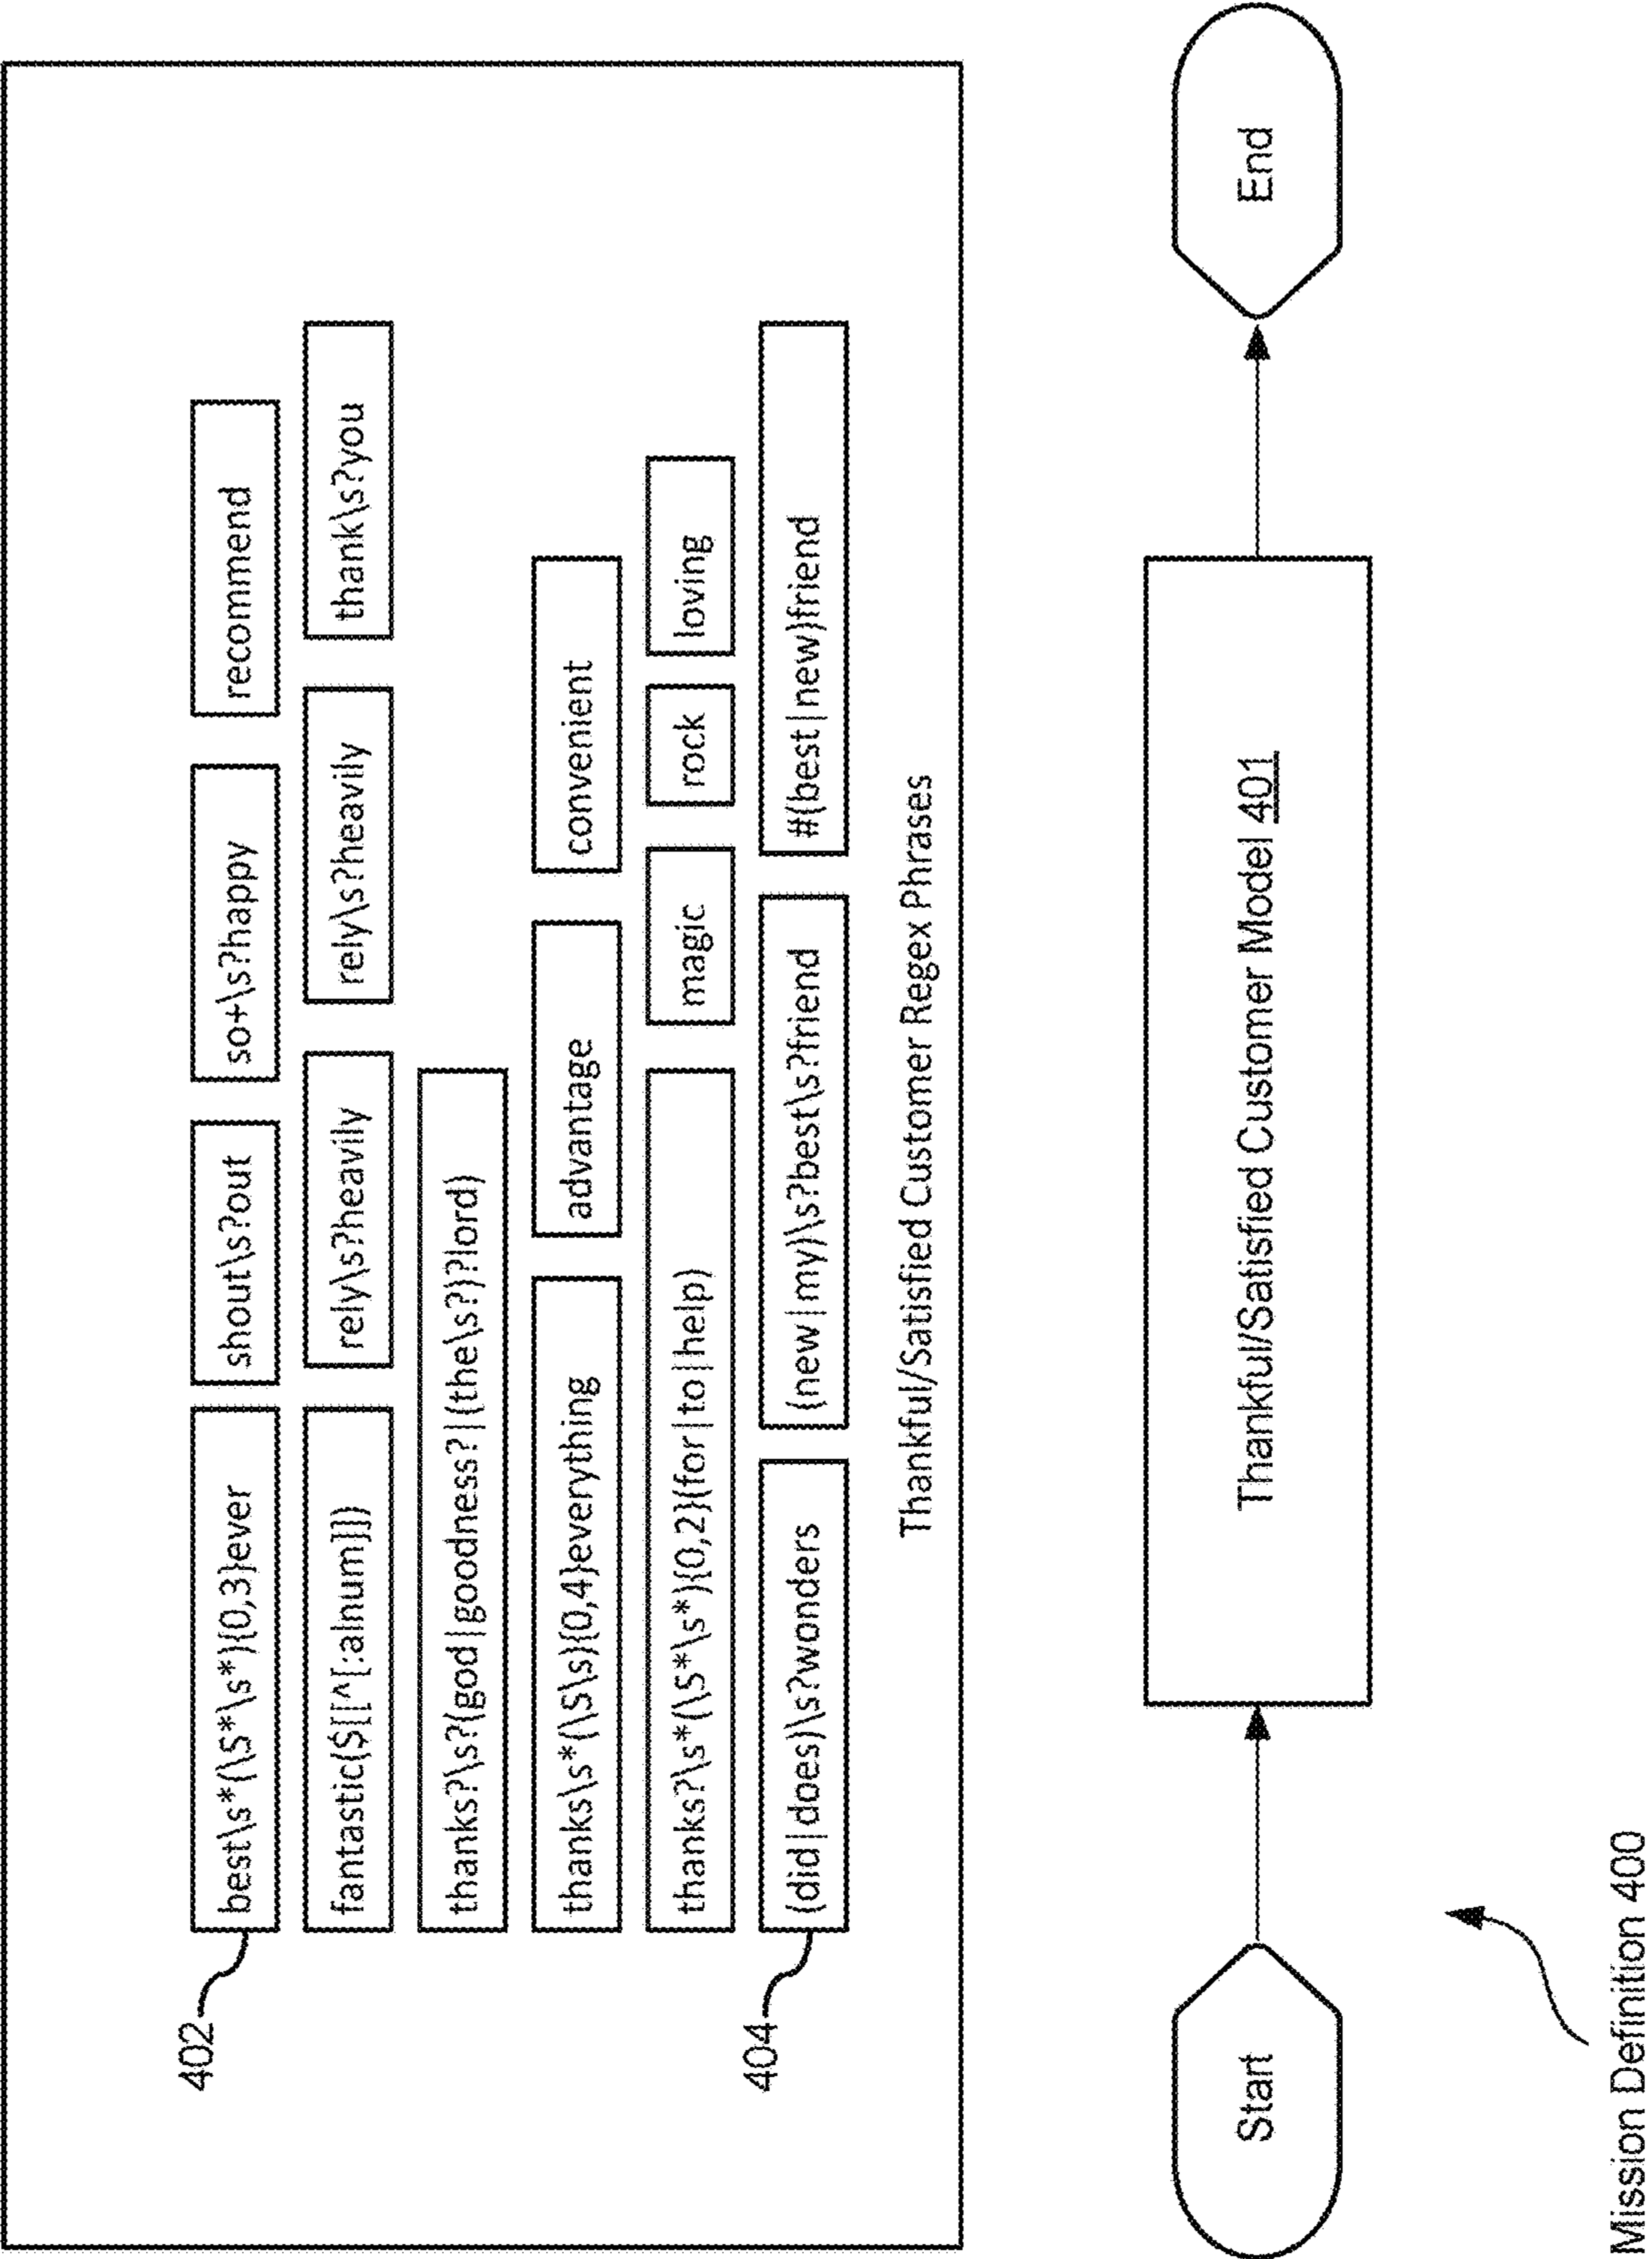 402
best\s*(\S*\s*){0,3}ever
shout\s?out
so+\s?happy
recommend
fantastic($[[^[:alnum]])
rely\s?heavily
rely\s?heavily
thank\s?you
thanks?\s?(god|goodness?|(the\s?)?lord)
thanks\s*(\S\s){0,4}everything
advantage
convenient
thanks?\s*(\S*\s*){0,2}(for|to|help)
magic
rock
loving
404
(did|does)\s?wonders
(new|my)\s?best\s?friend
#(best|new)friend
Thankful/Satisfied Customer Regex Phrases
Start
Thankful/Satisfied Customer Model 401
End
Mission Definition 400